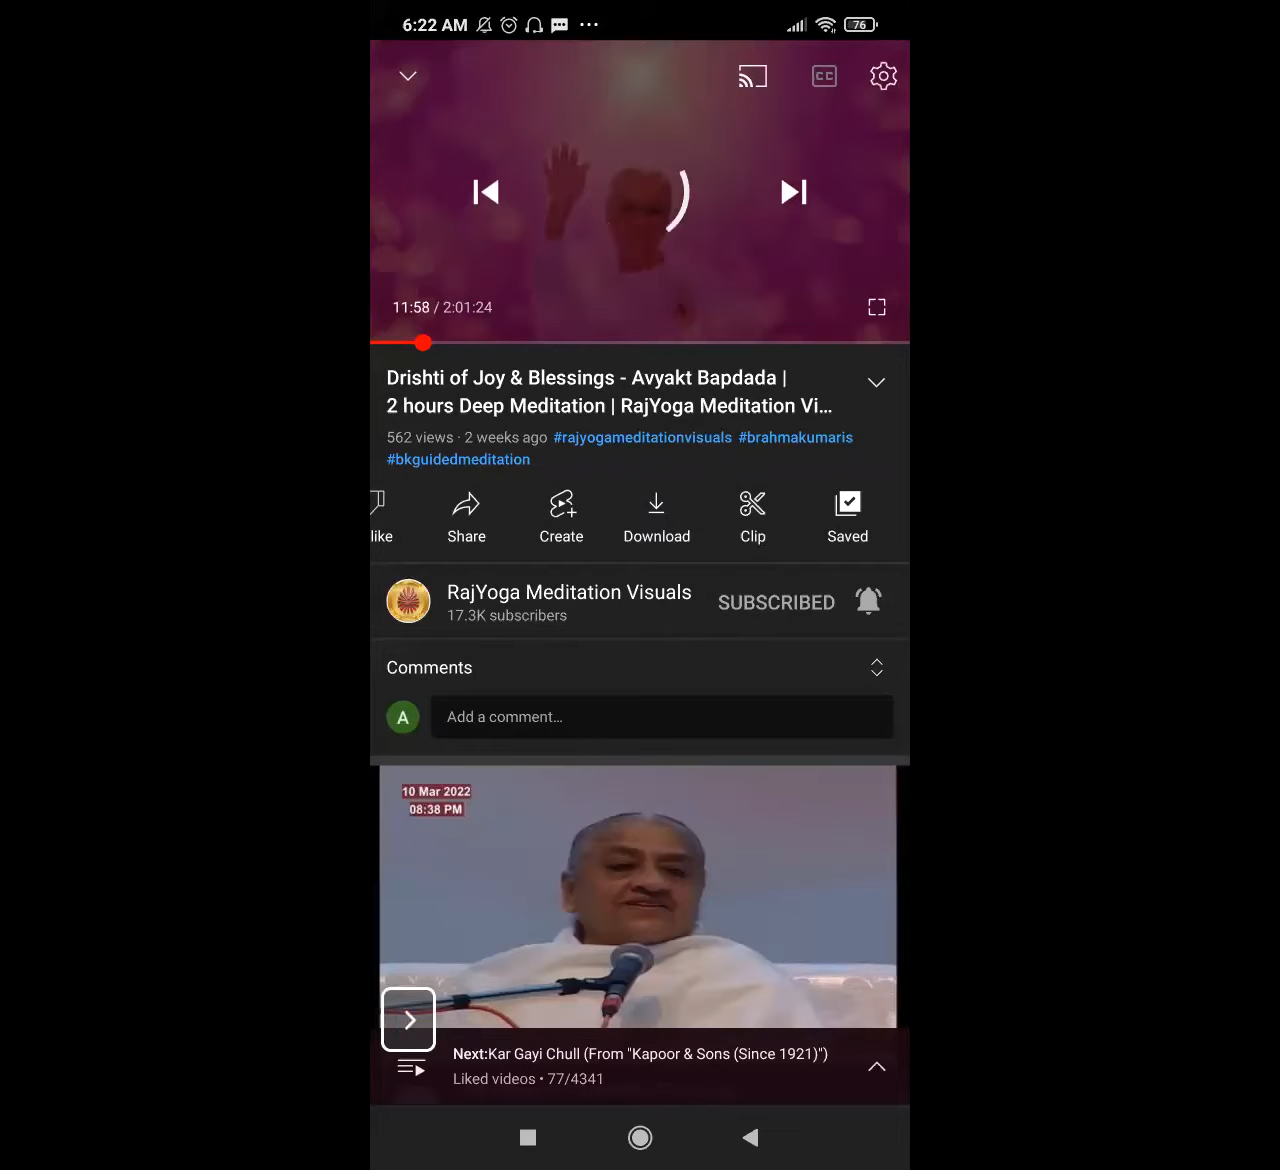 6:22 AM
76
CC
11:58 / 2:01:24
Drishti of Joy & Blessings - Avyakt Bapdada |
2 hours Deep Meditation | RajYoga Meditation Vi...
562 views · 2 weeks ago #rajyogameditationvisuals #brahmakumaris
#bkguidedmeditation
like Share Create Download Clip Saved
RajYoga Meditation Visuals
17.3K subscribers
SUBSCRIBED
Comments
A
Add a comment...
10 Mar 2022
08:38 PM
Next:Kar Gayi Chull (From "Kapoor & Sons (Since 1921)")
Liked videos • 77/4341